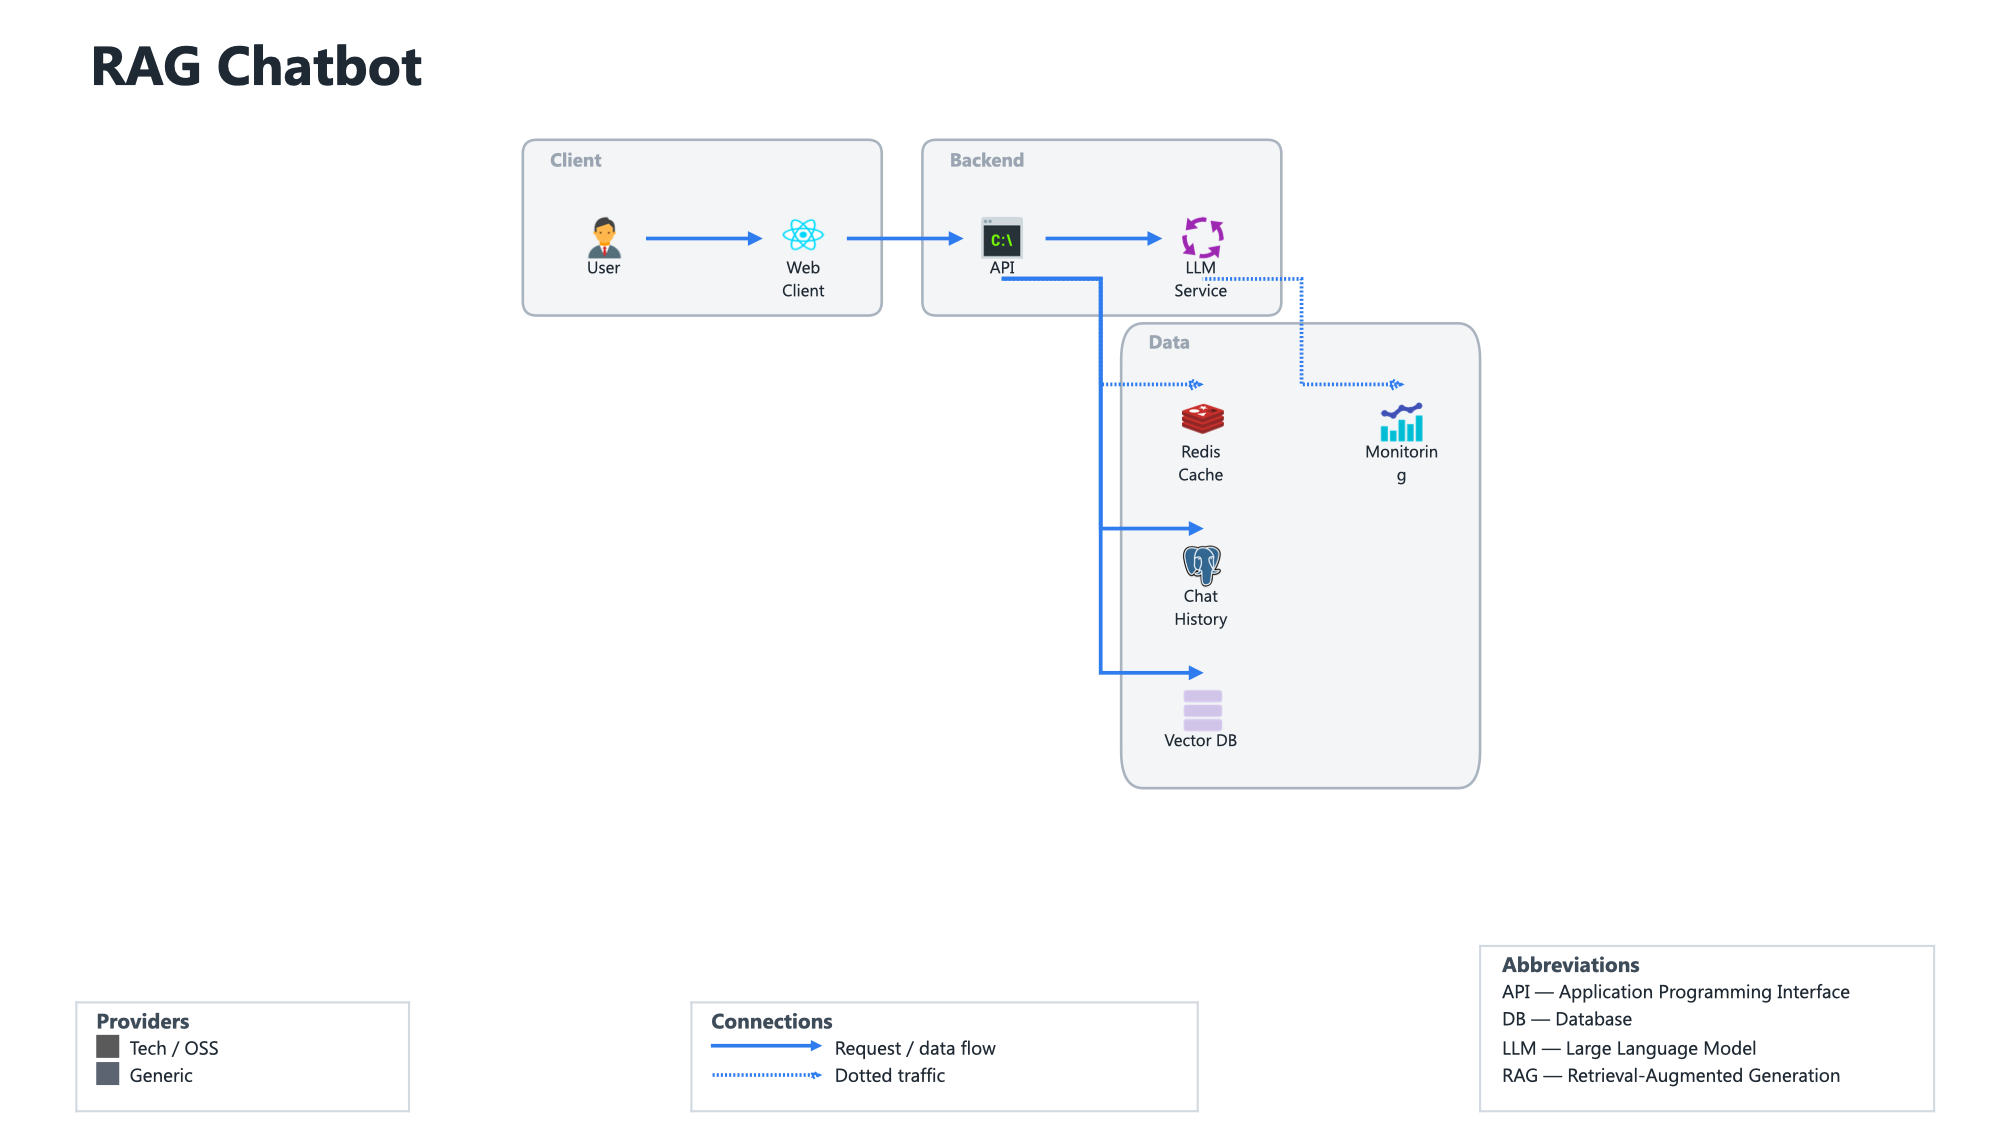 RAG Chatbot
Client
Backend
User
Web
Client
C:\
API
LLM
Service
Data
Redis
Cache
Monitorin
g
Chat
History
Vector DB
Providers
Tech / OSS
Generic
Connections
Request / data flow
Dotted traffic
Abbreviations
API — Application Programming Interface
DB — Database
LLM — Large Language Model
RAG — Retrieval-Augmented Generation